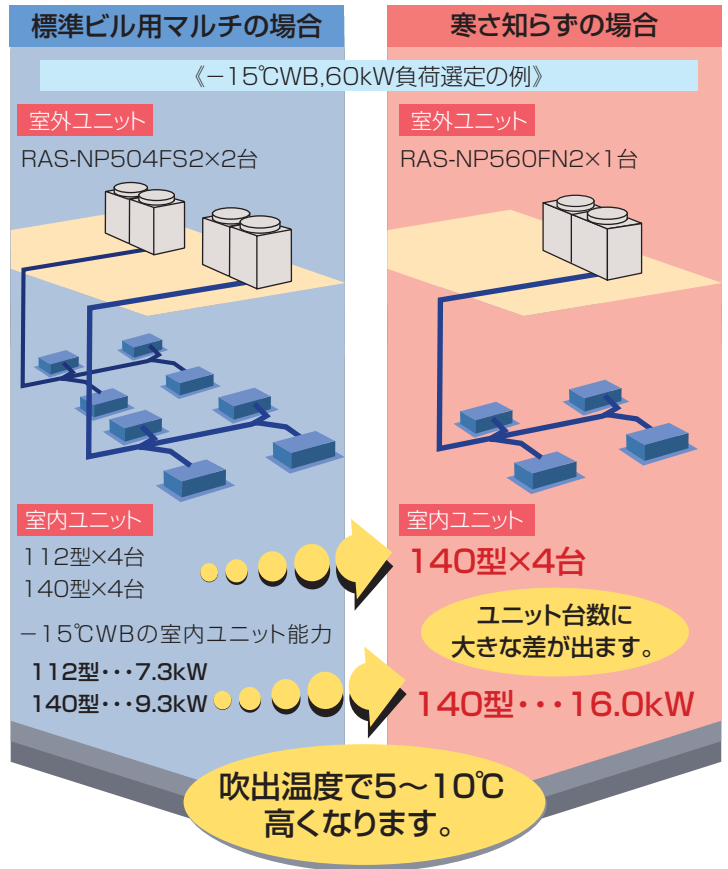 標準ビル用マルチの場合
寒さ知らずの場合
《−15℃WB,60kW負荷選定の例》
室外ユニット
RAS-NP504FS2×2台
室外ユニット
RAS-NP560FN2×1台
室内ユニット
112型×4台
140型×4台
室内ユニット
140型×4台
ユニット台数に
大きな差が出ます。
−15℃WBの室内ユニット能力
112型・・・7.3kW
140型・・・9.3kW
140型・・・16.0kW
吹出温度で5〜10℃
高くなります。